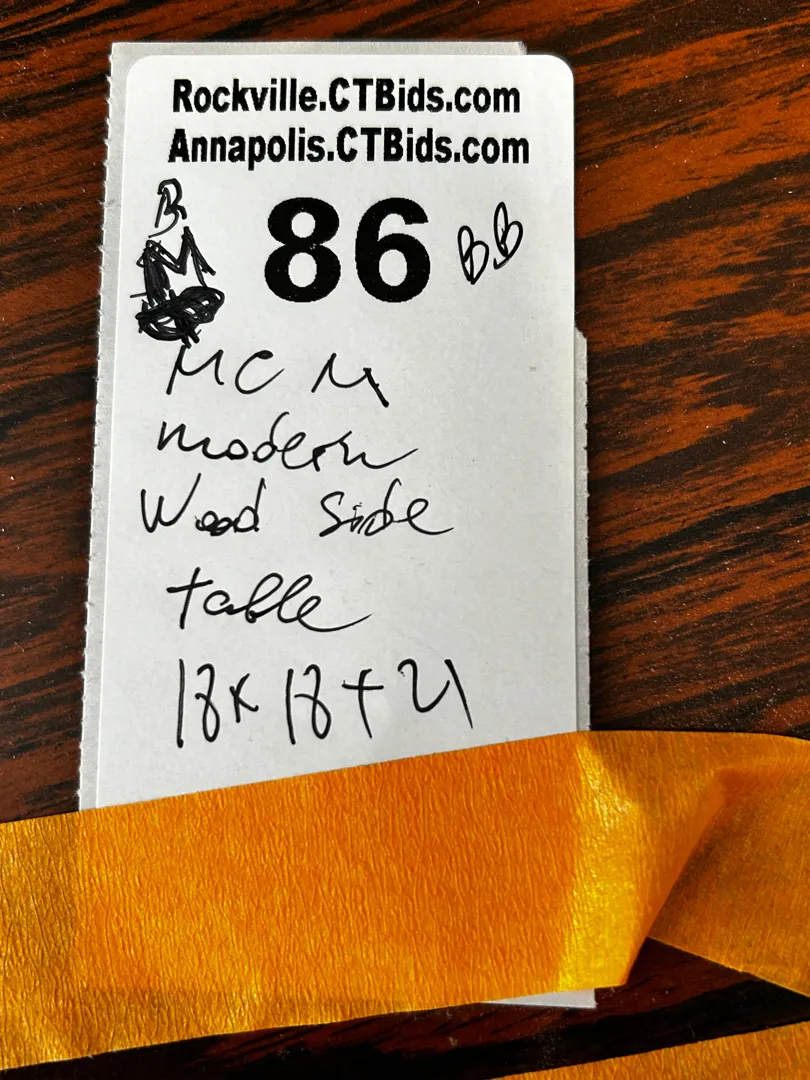 Rockville.CTBids.com
Annapolis.CTBids.com
B
86 BB
M
MCM
modern
Wood Side
table
18x18+21